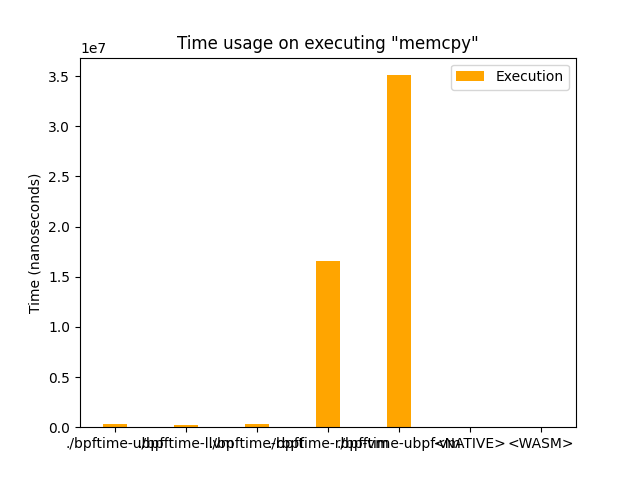 Time usage on executing "memcpy"
1e7
Execution
3.5
3.0
2.5
2.0
1.5
1.0
0.5
0.0
Time (nanoseconds)
<NATIVE> <WASM>